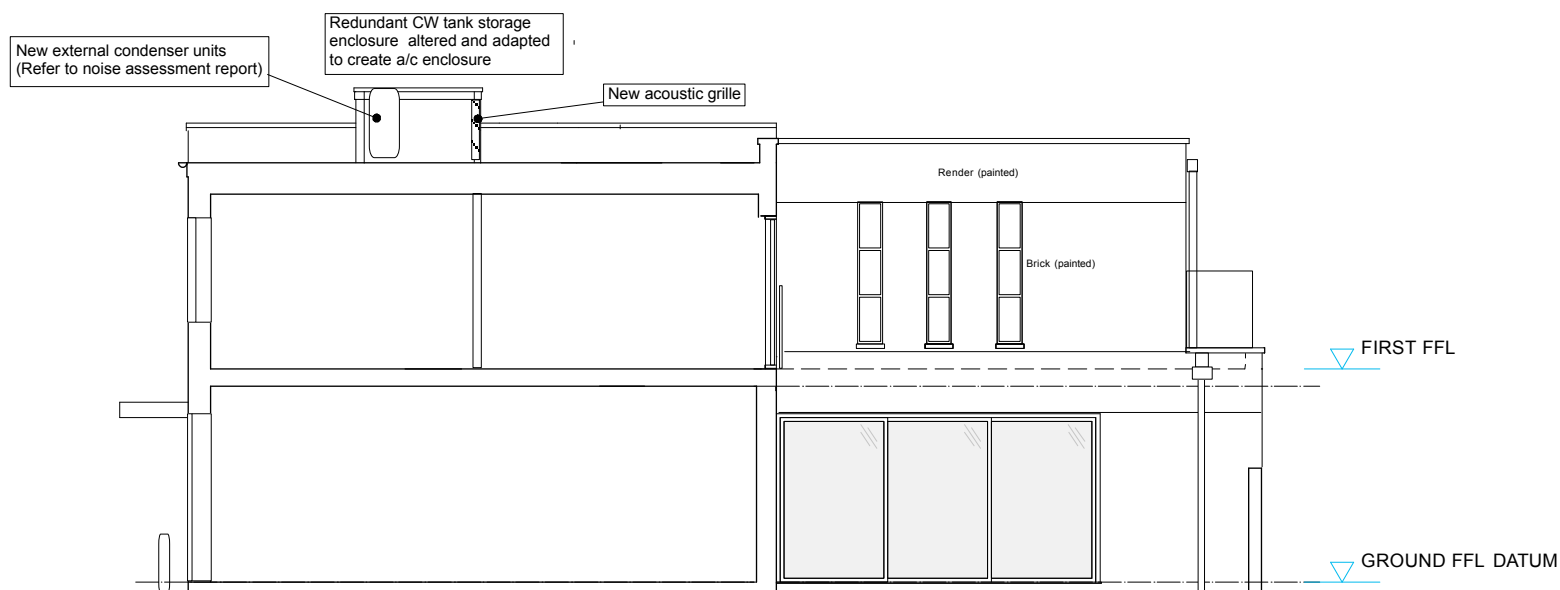 Redundant CW tank storage
enclosure altered and adapted
to create a/c enclosure
New external condenser units
(Refer to noise assessment report)
New acoustic grille
Render (painted)
Brick (painted)
FIRST FFL
GROUND FFL DATUM